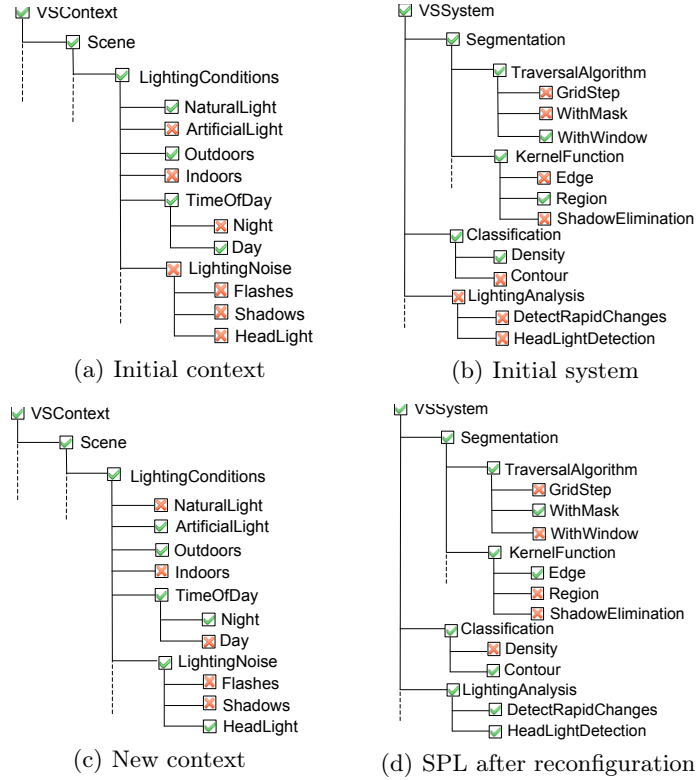 VSContext
Scene
LightingConditions
NaturalLight
ArtificialLight
Outdoors
Indoors
TimeOfDay
Night
Day
LightingNoise
Flashes
Shadows
HeadLight
(a) Initial context
VSSystem
Segmentation
TraversalAlgorithm
GridStep
WithMask
WithWindow
KernelFunction
Edge
Region
ShadowElimination
Classification
Density
Contour
LightingAnalysis
DetectRapidChanges
HeadLightDetection
(b) Initial system
VSContext
Scene
LightingConditions
NaturalLight
ArtificialLight
Outdoors
Indoors
TimeOfDay
Night
Day
LightingNoise
Flashes
Shadows
HeadLight
(c) New context
VSSystem
Segmentation
TraversalAlgorithm
GridStep
WithMask
WithWindow
KernelFunction
Edge
Region
ShadowElimination
Classification
Density
Contour
LightingAnalysis
DetectRapidChanges
HeadLightDetection
(d) SPL after reconfiguration